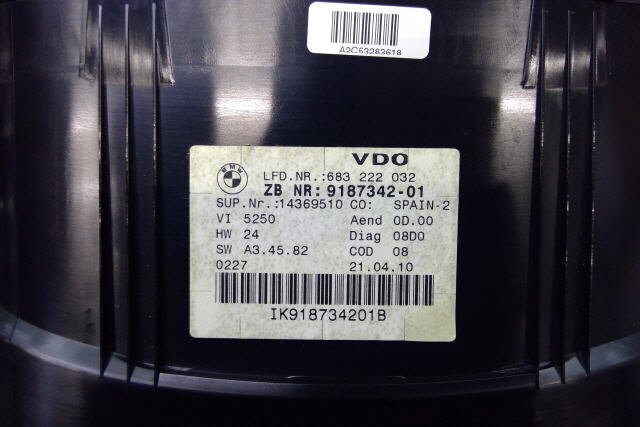 A2C53283618
VDO
BMW
LFD.NR.:683 222 032
ZB NR: 9187342-01
SUP.Nr.:14369510 CO: SPAIN-2
VI 5250 Aend 0D.00
HW 24 Diag 08D0
SW A3.45.82 COD 08
0227 21.04.10
IK918734201B